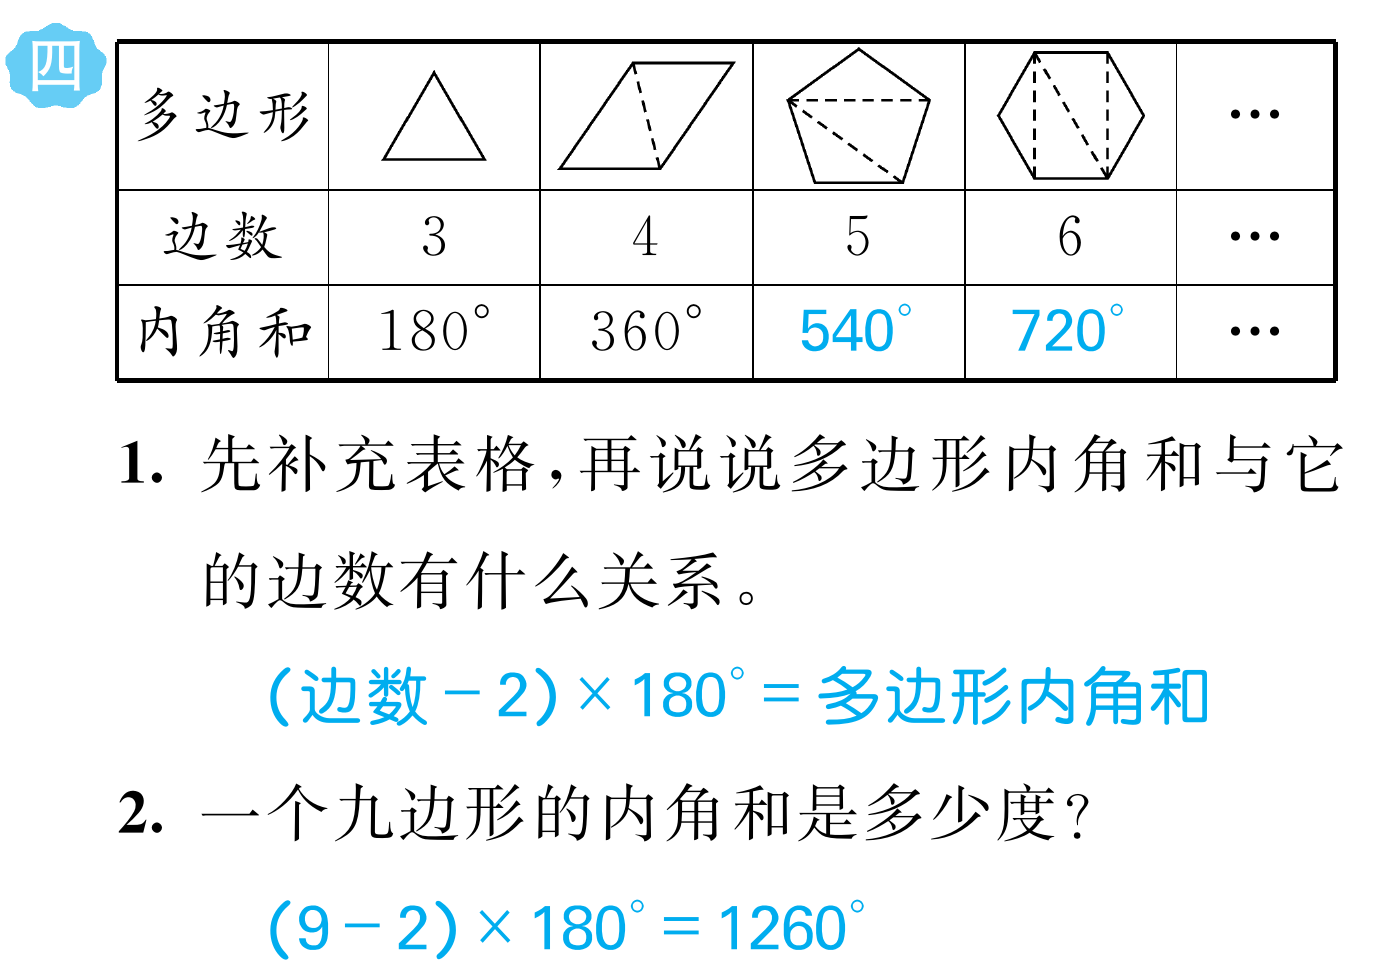 四
多边形 …
边数 3 4 5 6 …
内角和 180° 360° 540° 720° …
1. 先补充表格,再说说多边形内角和与它
的边数有什么关系。
(边数－2)×180°=多边形内角和
2. 一个九边形的内角和是多少度?
(9－2)×180°=1260°